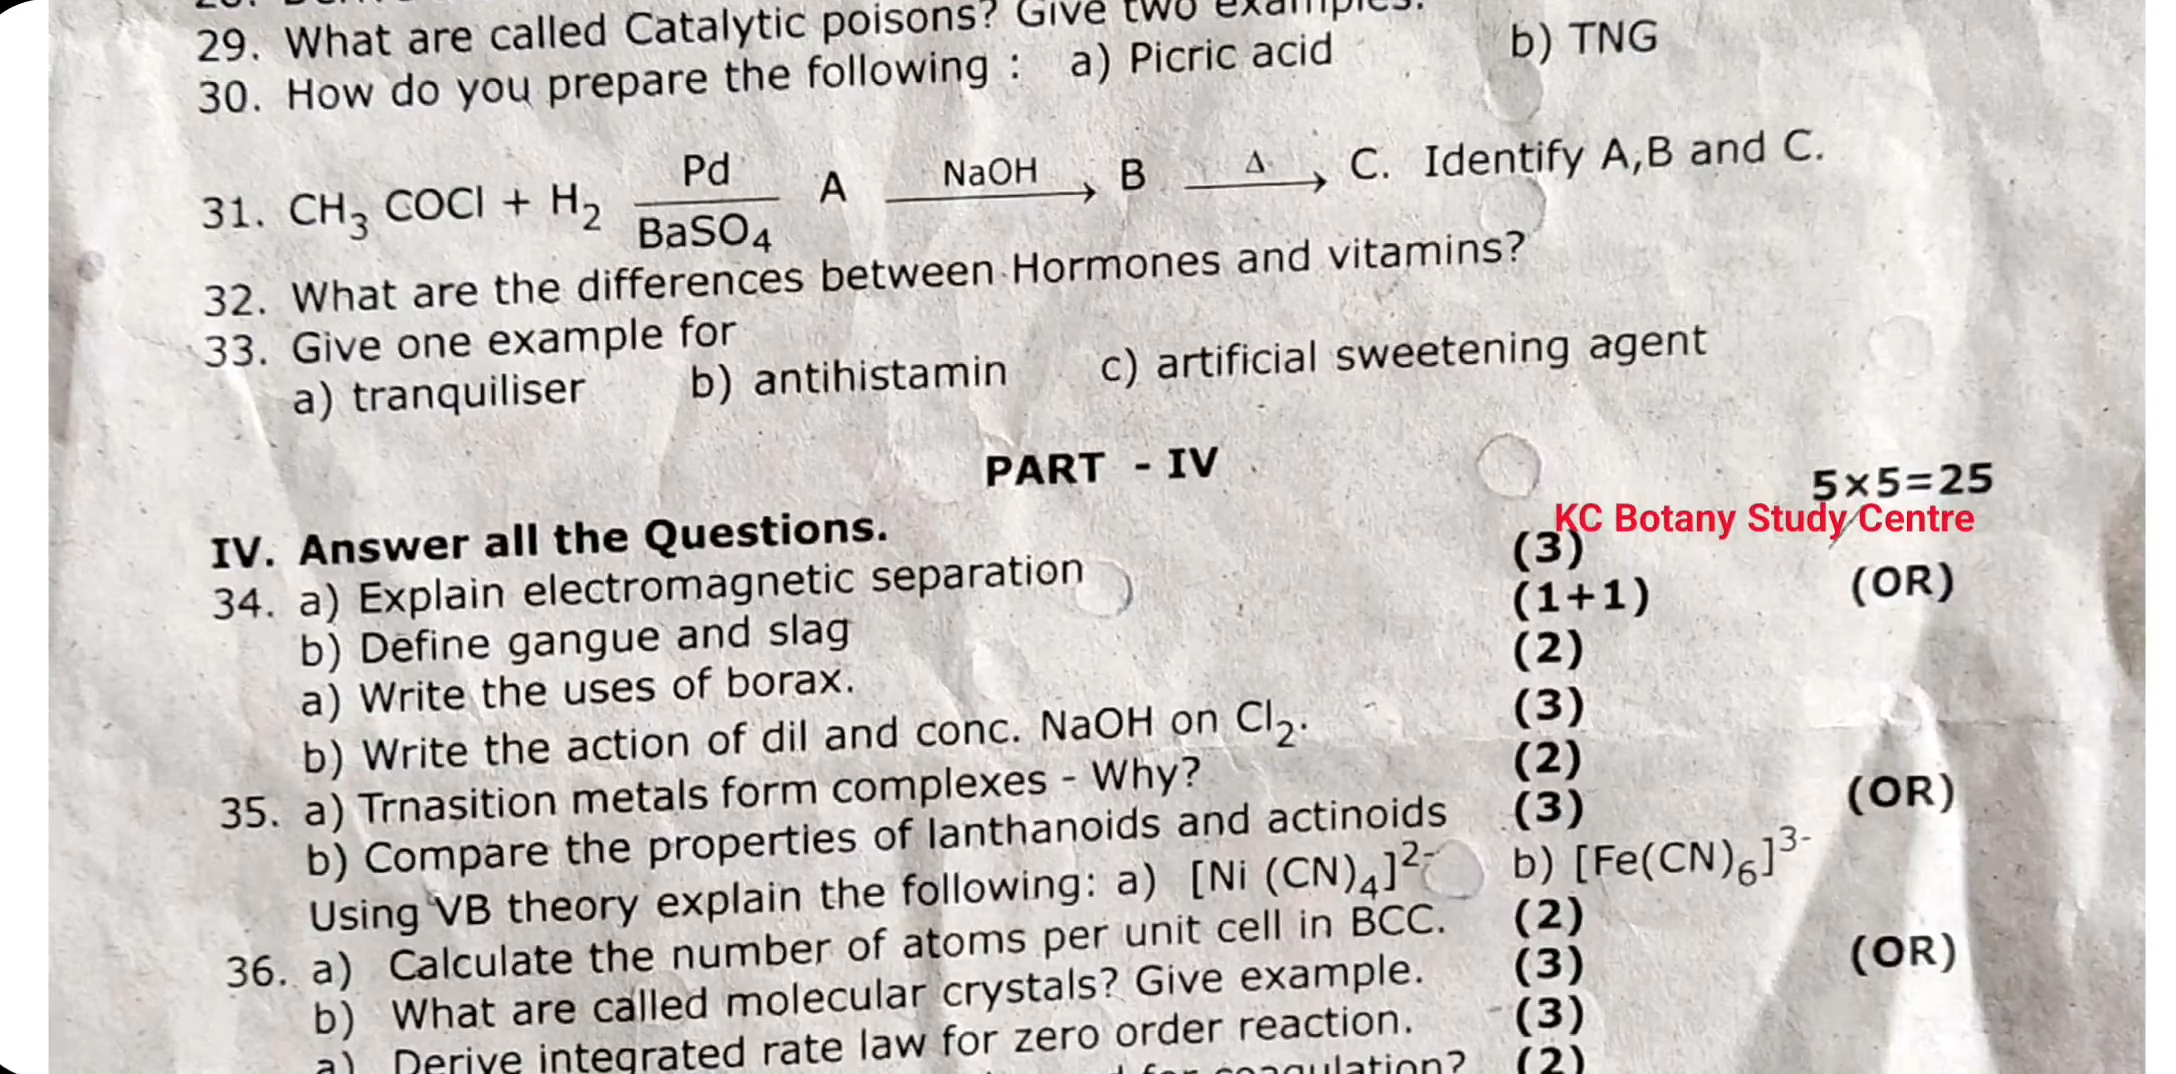 29. What are called Catalytic poisons? Give two examples.
30. How do you prepare the following : a) Picric acid b) TNG
31. CH3 COCl + H2 Pd/BaSO4 A NaOH→ B Δ→ C. Identify A,B and C.
32. What are the differences between Hormones and vitamins?
33. Give one example for
a) tranquiliser b) antihistamin c) artificial sweetening agent
PART - IV
5×5=25
KC Botany Study Centre
IV. Answer all the Questions.
34. a) Explain electromagnetic separation (3)
b) Define gangue and slag (1+1) (OR)
a) Write the uses of borax. (2)
b) Write the action of dil and conc. NaOH on Cl2. (3)
35. a) Trnasition metals form complexes - Why? (2)
b) Compare the properties of lanthanoids and actinoids (3) (OR)
Using VB theory explain the following: a) [Ni (CN)4]2- b) [Fe(CN)6]3-
36. a) Calculate the number of atoms per unit cell in BCC. (2)
b) What are called molecular crystals? Give example. (3) (OR)
a) Derive integrated rate law for zero order reaction. (3)
for coagulation? (2)